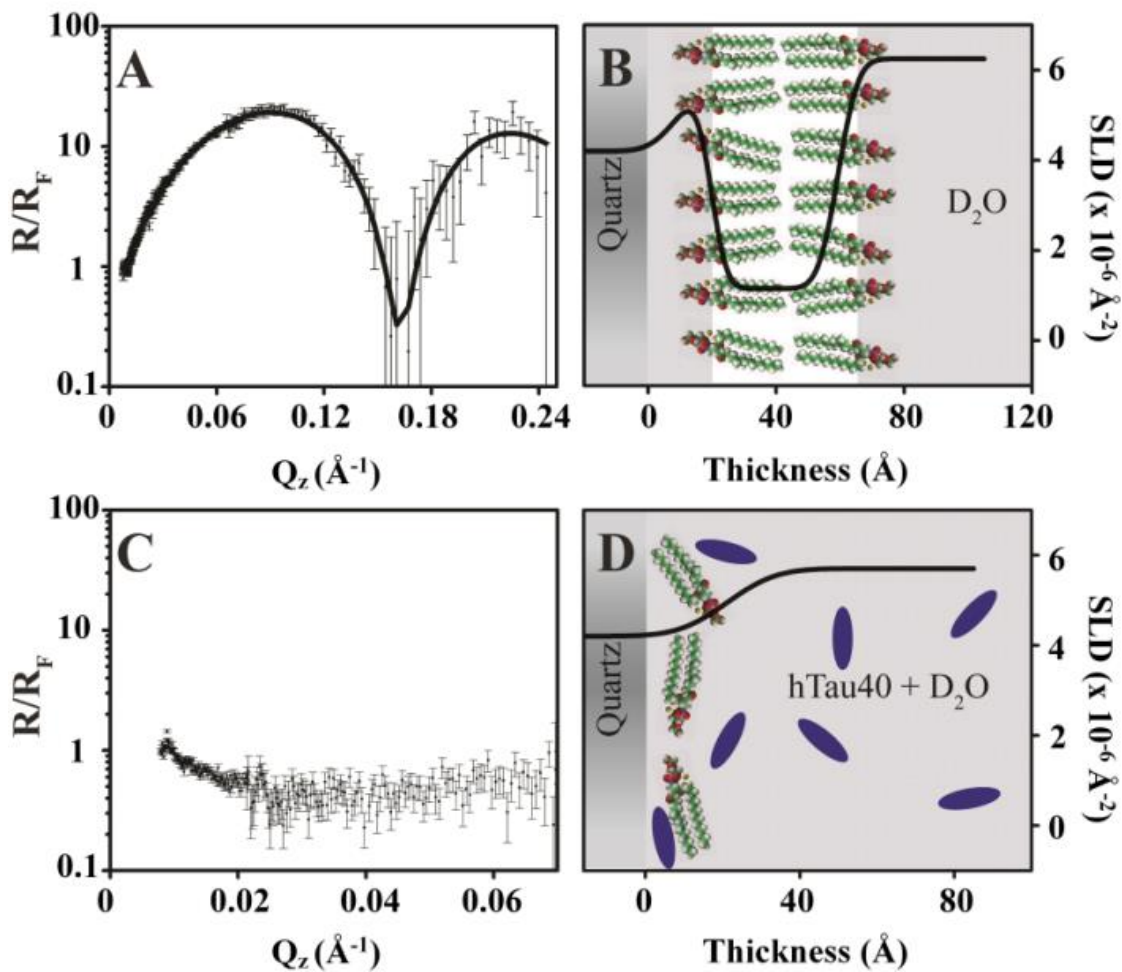 A
R/R_F
100
10
1
0.1
0
0.06
0.12
0.18
0.24
Q_z (Å⁻¹)
B
Quartz
D₂O
6
4
2
0
SLD (x 10⁻⁶ Å⁻²)
0
40
80
120
Thickness (Å)
C
R/R_F
100
10
1
0.1
0
0.02
0.04
0.06
Q_z (Å⁻¹)
D
Quartz
hTau40 + D₂O
6
4
2
0
SLD (x 10⁻⁶ Å⁻²)
0
40
80
Thickness (Å)